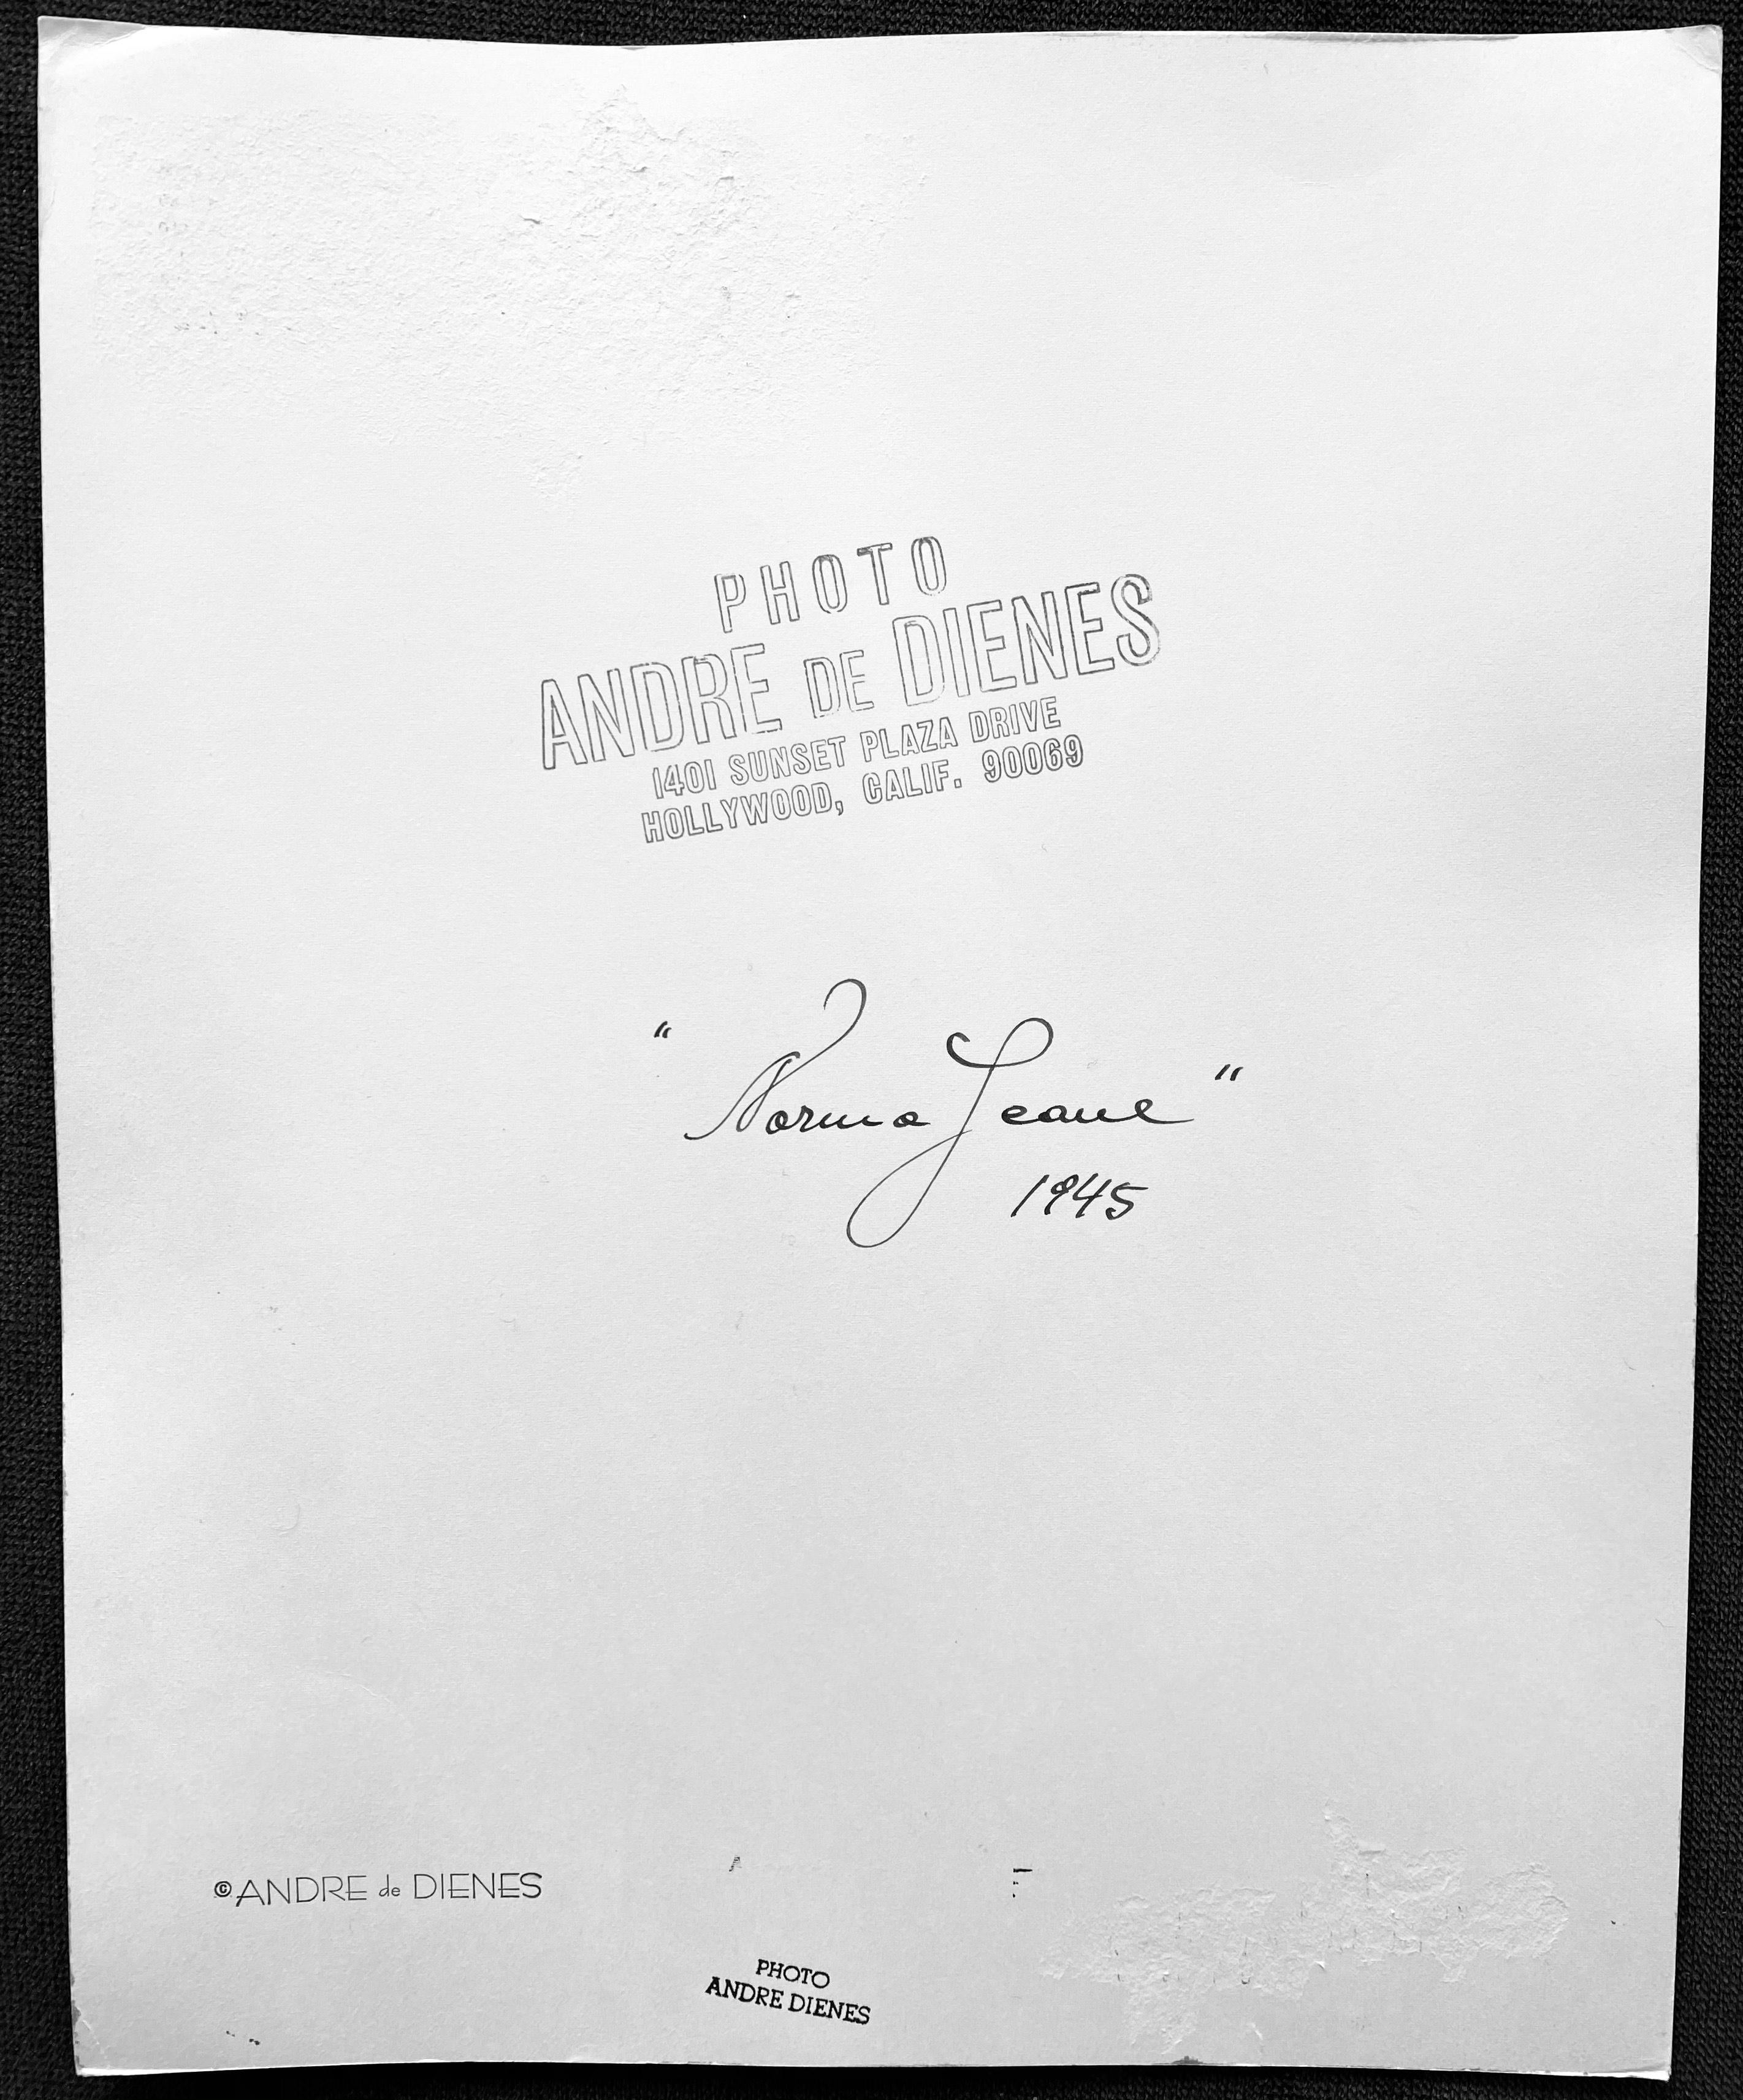 PHOTO
ANDRE DE DIENES
1401 SUNSET PLAZA DRIVE
HOLLYWOOD, CALIF. 90069
" Norma Jeane "
1945
©ANDRE de DIENES
PHOTO
ANDRE DIENES